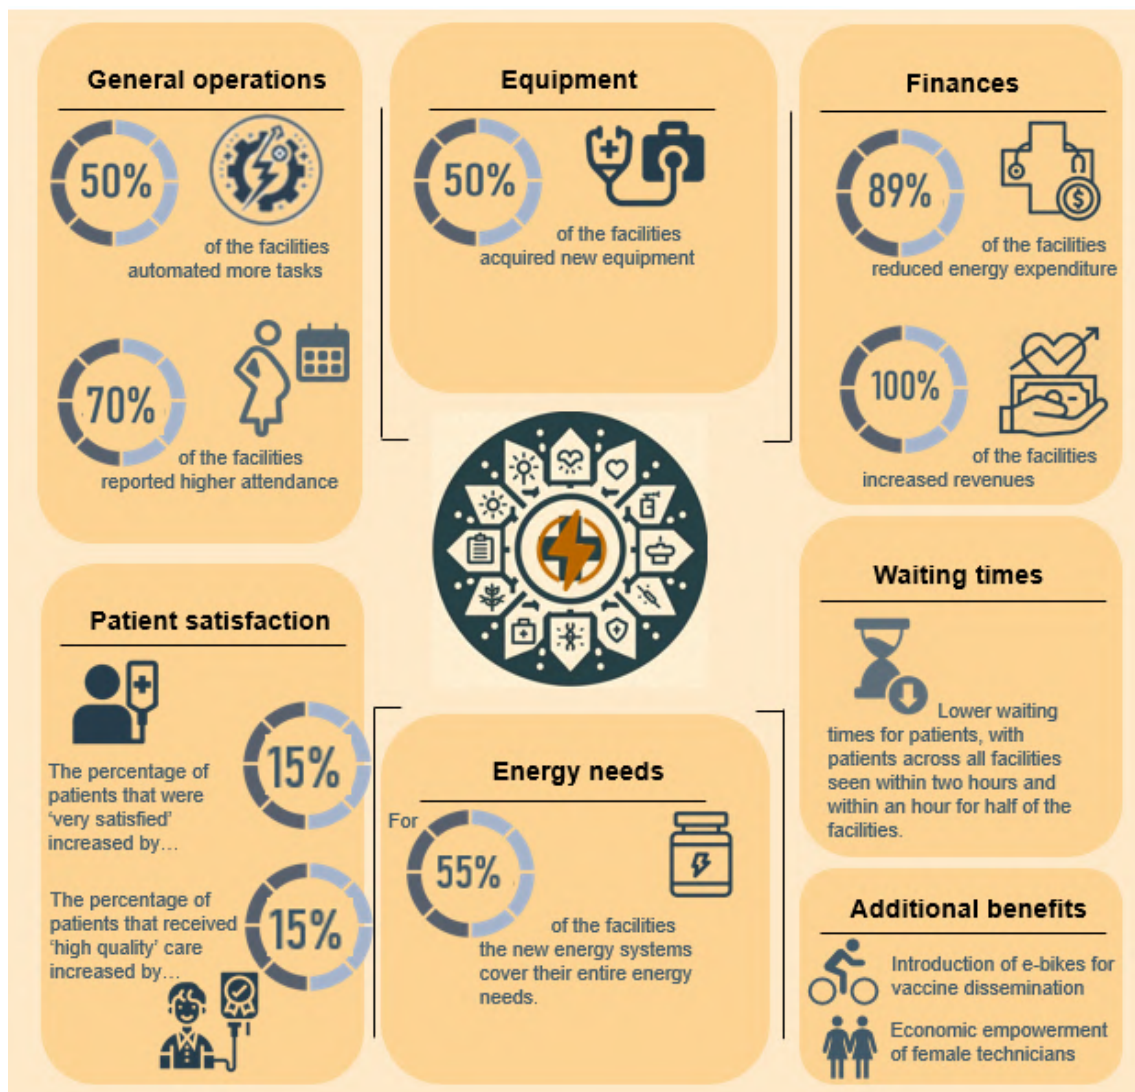 General operations
50%
of the facilities
automated more tasks
70%
of the facilities
reported higher attendance
Equipment
50%
of the facilities
acquired new equipment
Finances
89%
of the facilities
reduced energy expenditure
100%
of the facilities
increased revenues
Patient satisfaction
15%
The percentage of
patients that were
‘very satisfied’
increased by…
15%
The percentage of
patients that received
‘high quality’ care
increased by…
Energy needs
For
55%
of the facilities
the new energy systems
cover their entire energy
needs.
Waiting times
Lower waiting
times for patients, with
patients across all facilities
seen within two hours and
within an hour for half of the
facilities.
Additional benefits
Introduction of e-bikes for
vaccine dissemination
Economic empowerment
of female technicians